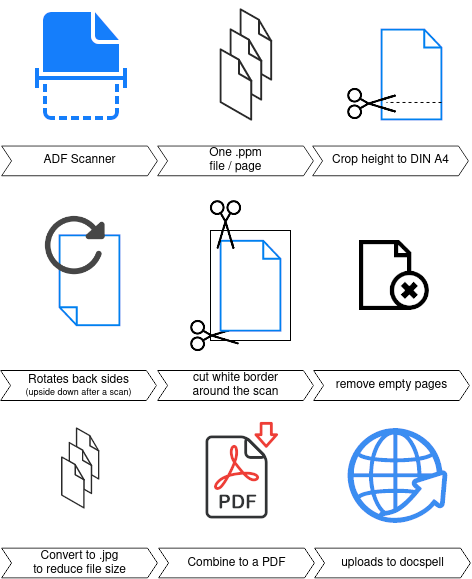 ADF Scanner
One .ppm
file / page
Crop height to DIN A4
Rotates back sides
(upside down after a scan)
cut white border
around the scan
remove empty pages
Convert to .jpg
to reduce file size
PDF
Combine to a PDF
uploads to docspell